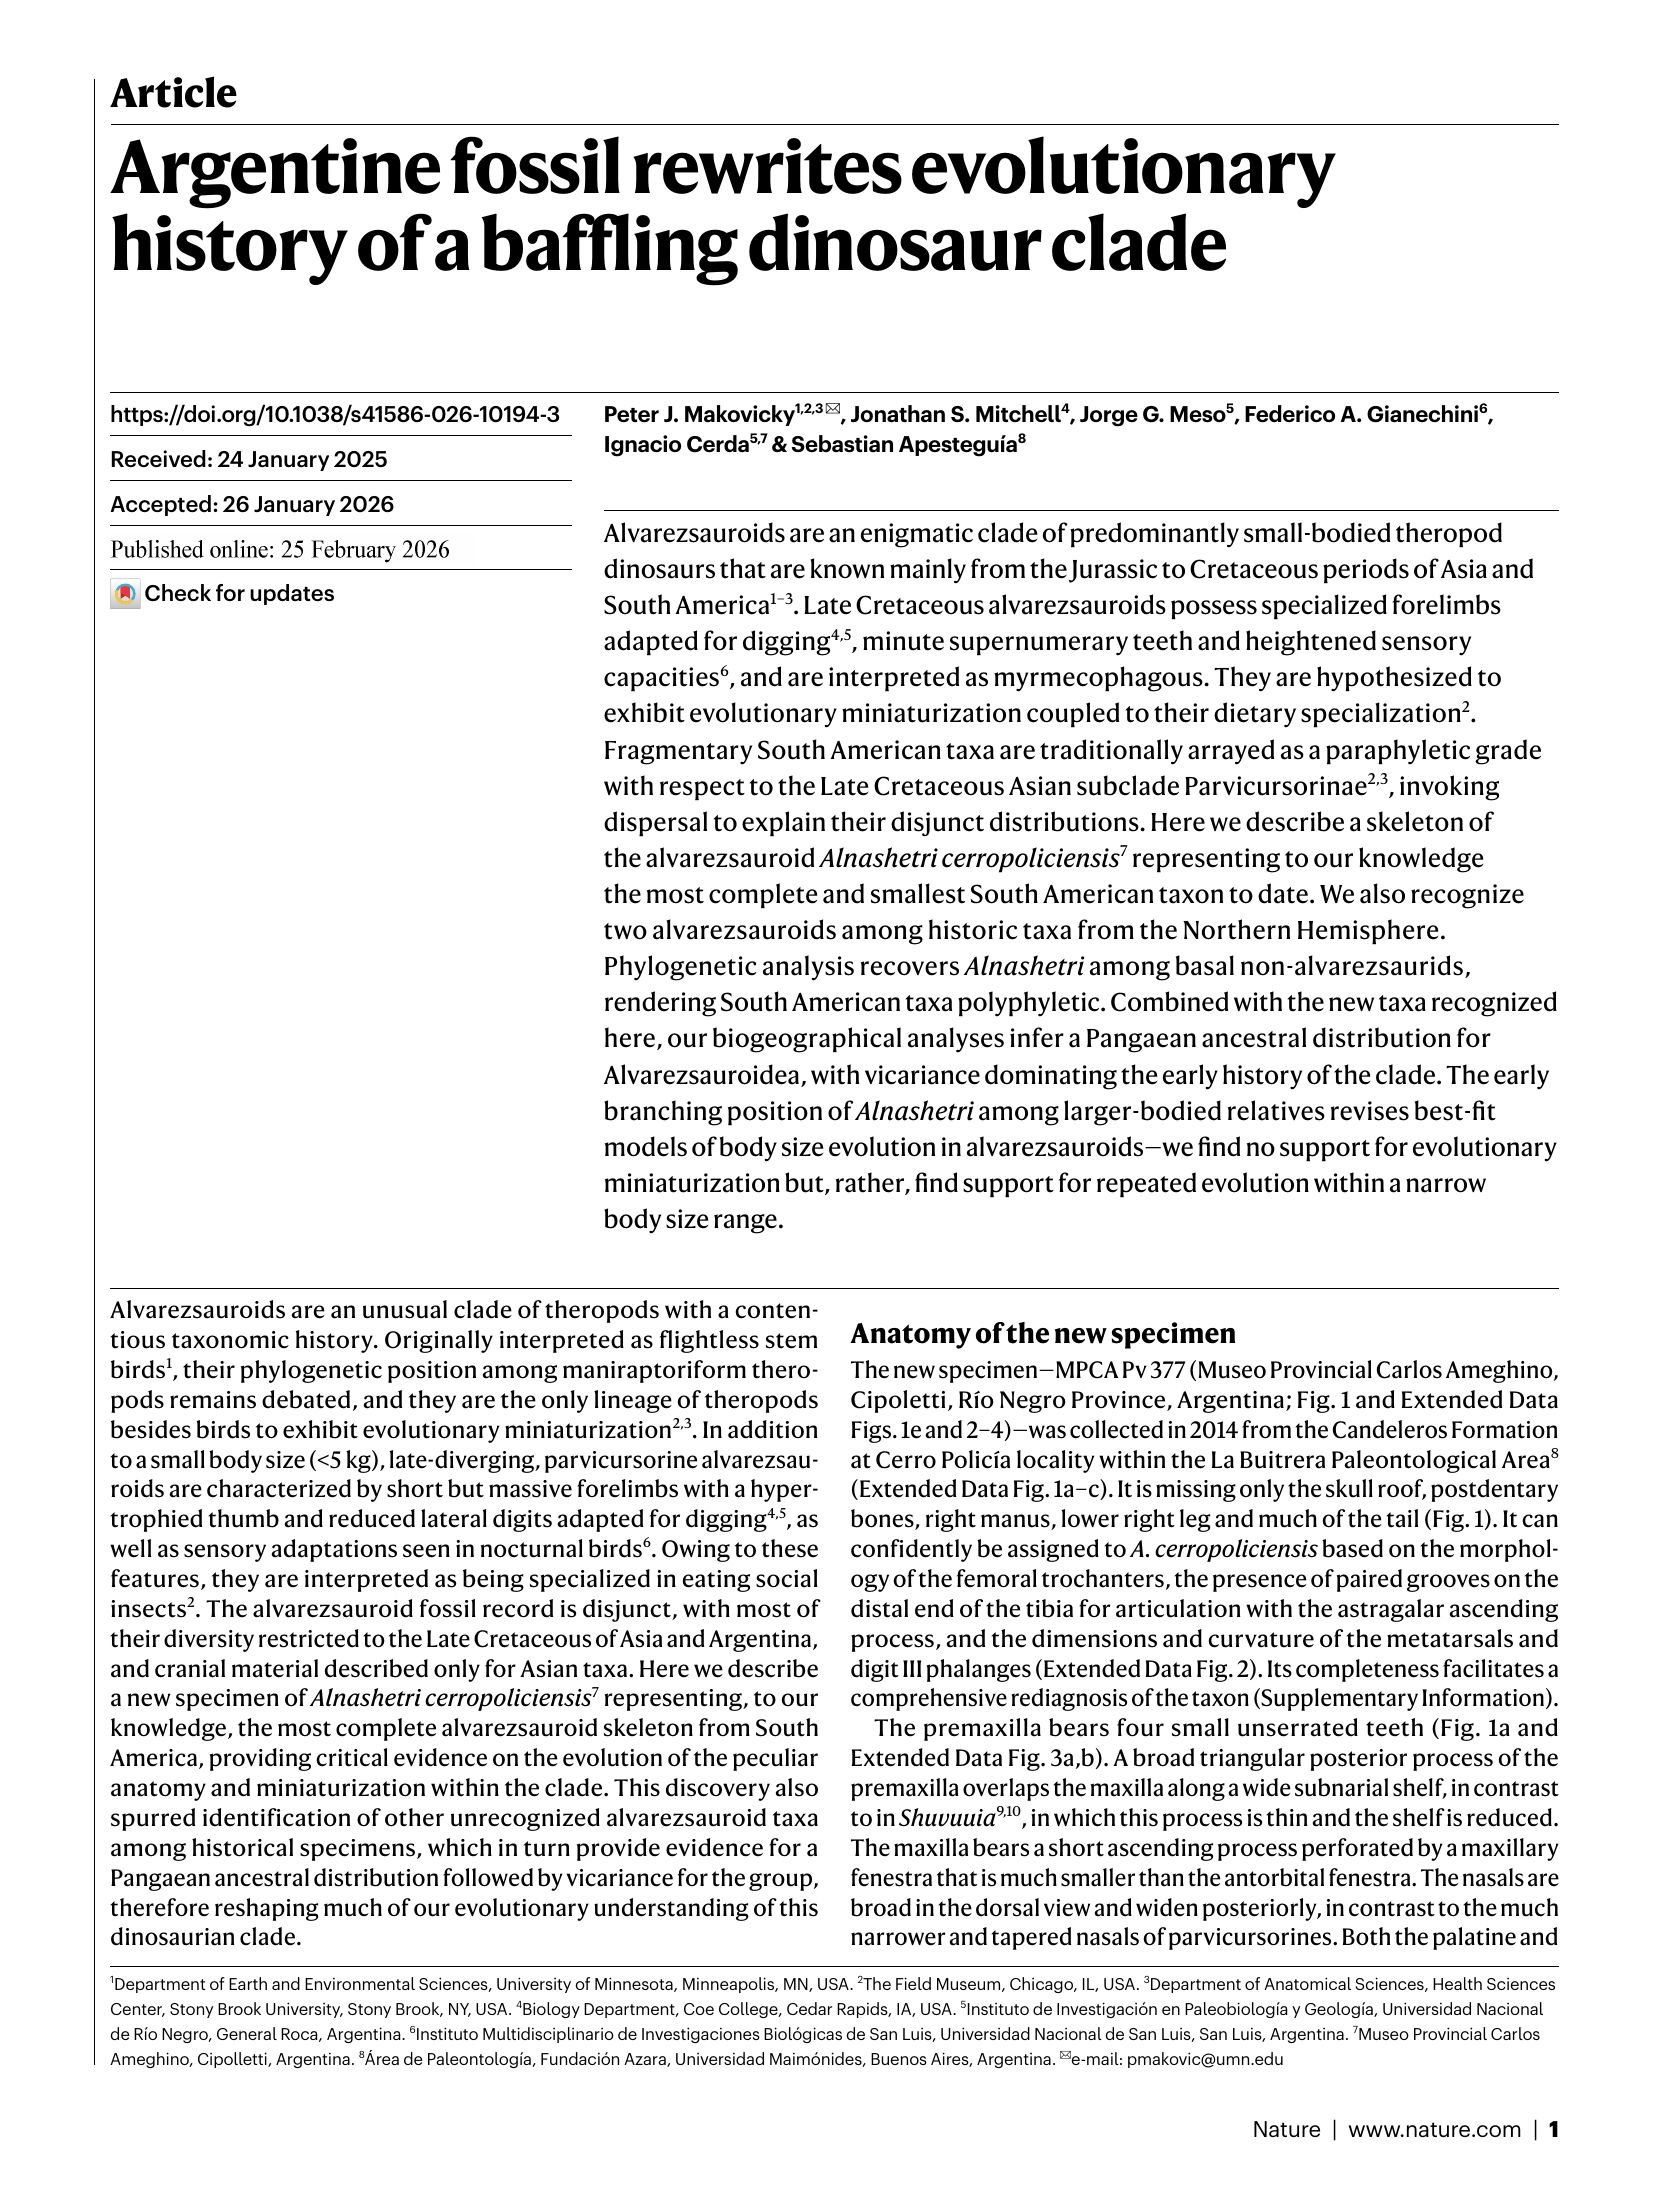 Article
Argentine fossil rewrites evolutionary
history of a baffling dinosaur clade
https://doi.org/10.1038/s41586-026-10194-3
Received: 24 January 2025
Accepted: 26 January 2026
Published online: 25 February 2026
Check for updates
Peter J. Makovicky1,2,3✉, Jonathan S. Mitchell4, Jorge G. Meso5, Federico A. Gianechini6,
Ignacio Cerda5,7 & Sebastian Apesteguía8
Alvarezsauroids are an enigmatic clade of predominantly small-bodied theropod
dinosaurs that are known mainly from the Jurassic to Cretaceous periods of Asia and
South America1–3. Late Cretaceous alvarezsauroids possess specialized forelimbs
adapted for digging4,5, minute supernumerary teeth and heightened sensory
capacities6, and are interpreted as myrmecophagous. They are hypothesized to
exhibit evolutionary miniaturization coupled to their dietary specialization2.
Fragmentary South American taxa are traditionally arrayed as a paraphyletic grade
with respect to the Late Cretaceous Asian subclade Parvicursorinae2,3, invoking
dispersal to explain their disjunct distributions. Here we describe a skeleton of
the alvarezsauroid Alnashetri cerropoliciensis7 representing to our knowledge
the most complete and smallest South American taxon to date. We also recognize
two alvarezsauroids among historic taxa from the Northern Hemisphere.
Phylogenetic analysis recovers Alnashetri among basal non-alvarezsaurids,
rendering South American taxa polyphyletic. Combined with the new taxa recognized
here, our biogeographical analyses infer a Pangaean ancestral distribution for
Alvarezsauroidea, with vicariance dominating the early history of the clade. The early
branching position of Alnashetri among larger-bodied relatives revises best-fit
models of body size evolution in alvarezsauroids—we find no support for evolutionary
miniaturization but, rather, find support for repeated evolution within a narrow
body size range.
Alvarezsauroids are an unusual clade of theropods with a conten-
tious taxonomic history. Originally interpreted as flightless stem
birds1, their phylogenetic position among maniraptoriform thero-
pods remains debated, and they are the only lineage of theropods
besides birds to exhibit evolutionary miniaturization2,3. In addition
to a small body size (<5 kg), late-diverging, parvicursorine alvarezsau-
roids are characterized by short but massive forelimbs with a hyper-
trophied thumb and reduced lateral digits adapted for digging4,5, as
well as sensory adaptations seen in nocturnal birds6. Owing to these
features, they are interpreted as being specialized in eating social
insects2. The alvarezsauroid fossil record is disjunct, with most of
their diversity restricted to the Late Cretaceous of Asia and Argentina,
and cranial material described only for Asian taxa. Here we describe
a new specimen of Alnashetri cerropoliciensis7 representing, to our
knowledge, the most complete alvarezsauroid skeleton from South
America, providing critical evidence on the evolution of the peculiar
anatomy and miniaturization within the clade. This discovery also
spurred identification of other unrecognized alvarezsauroid taxa
among historical specimens, which in turn provide evidence for a
Pangaean ancestral distribution followed by vicariance for the group,
therefore reshaping much of our evolutionary understanding of this
dinosaurian clade.
Anatomy of the new specimen
The new specimen—MPCA Pv 377 (Museo Provincial Carlos Ameghino,
Cipoletti, Río Negro Province, Argentina; Fig. 1 and Extended Data
Figs. 1e and 2–4)—was collected in 2014 from the Candeleros Formation
at Cerro Policía locality within the La Buitrera Paleontological Area8
(Extended Data Fig. 1a–c). It is missing only the skull roof, postdentary
bones, right manus, lower right leg and much of the tail (Fig. 1). It can
confidently be assigned to A. cerropoliciensis based on the morphol-
ogy of the femoral trochanters, the presence of paired grooves on the
distal end of the tibia for articulation with the astragalar ascending
process, and the dimensions and curvature of the metatarsals and
digit III phalanges (Extended Data Fig. 2). Its completeness facilitates a
comprehensive rediagnosis of the taxon (Supplementary Information).
The premaxilla bears four small unserrated teeth (Fig. 1a and
Extended Data Fig. 3a,b). A broad triangular posterior process of the
premaxilla overlaps the maxilla along a wide subnarial shelf, in contrast
to in Shuvuuia9,10, in which this process is thin and the shelf is reduced.
The maxilla bears a short ascending process perforated by a maxillary
fenestra that is much smaller than the antorbital fenestra. The nasals are
broad in the dorsal view and widen posteriorly, in contrast to the much
narrower and tapered nasals of parvicursorines. Both the palatine and
1Department of Earth and Environmental Sciences, University of Minnesota, Minneapolis, MN, USA. 2The Field Museum, Chicago, IL, USA. 3Department of Anatomical Sciences, Health Sciences
Center, Stony Brook University, Stony Brook, NY, USA. 4Biology Department, Coe College, Cedar Rapids, IA, USA. 5Instituto de Investigación en Paleobiología y Geología, Universidad Nacional
de Río Negro, General Roca, Argentina. 6Instituto Multidisciplinario de Investigaciones Biológicas de San Luis, Universidad Nacional de San Luis, San Luis, Argentina. 7Museo Provincial Carlos
Ameghino, Cipolletti, Argentina. 8Área de Paleontología, Fundación Azara, Universidad Maimónides, Buenos Aires, Argentina. ✉e-mail: pmakovic@umn.edu
Nature | www.nature.com | 1